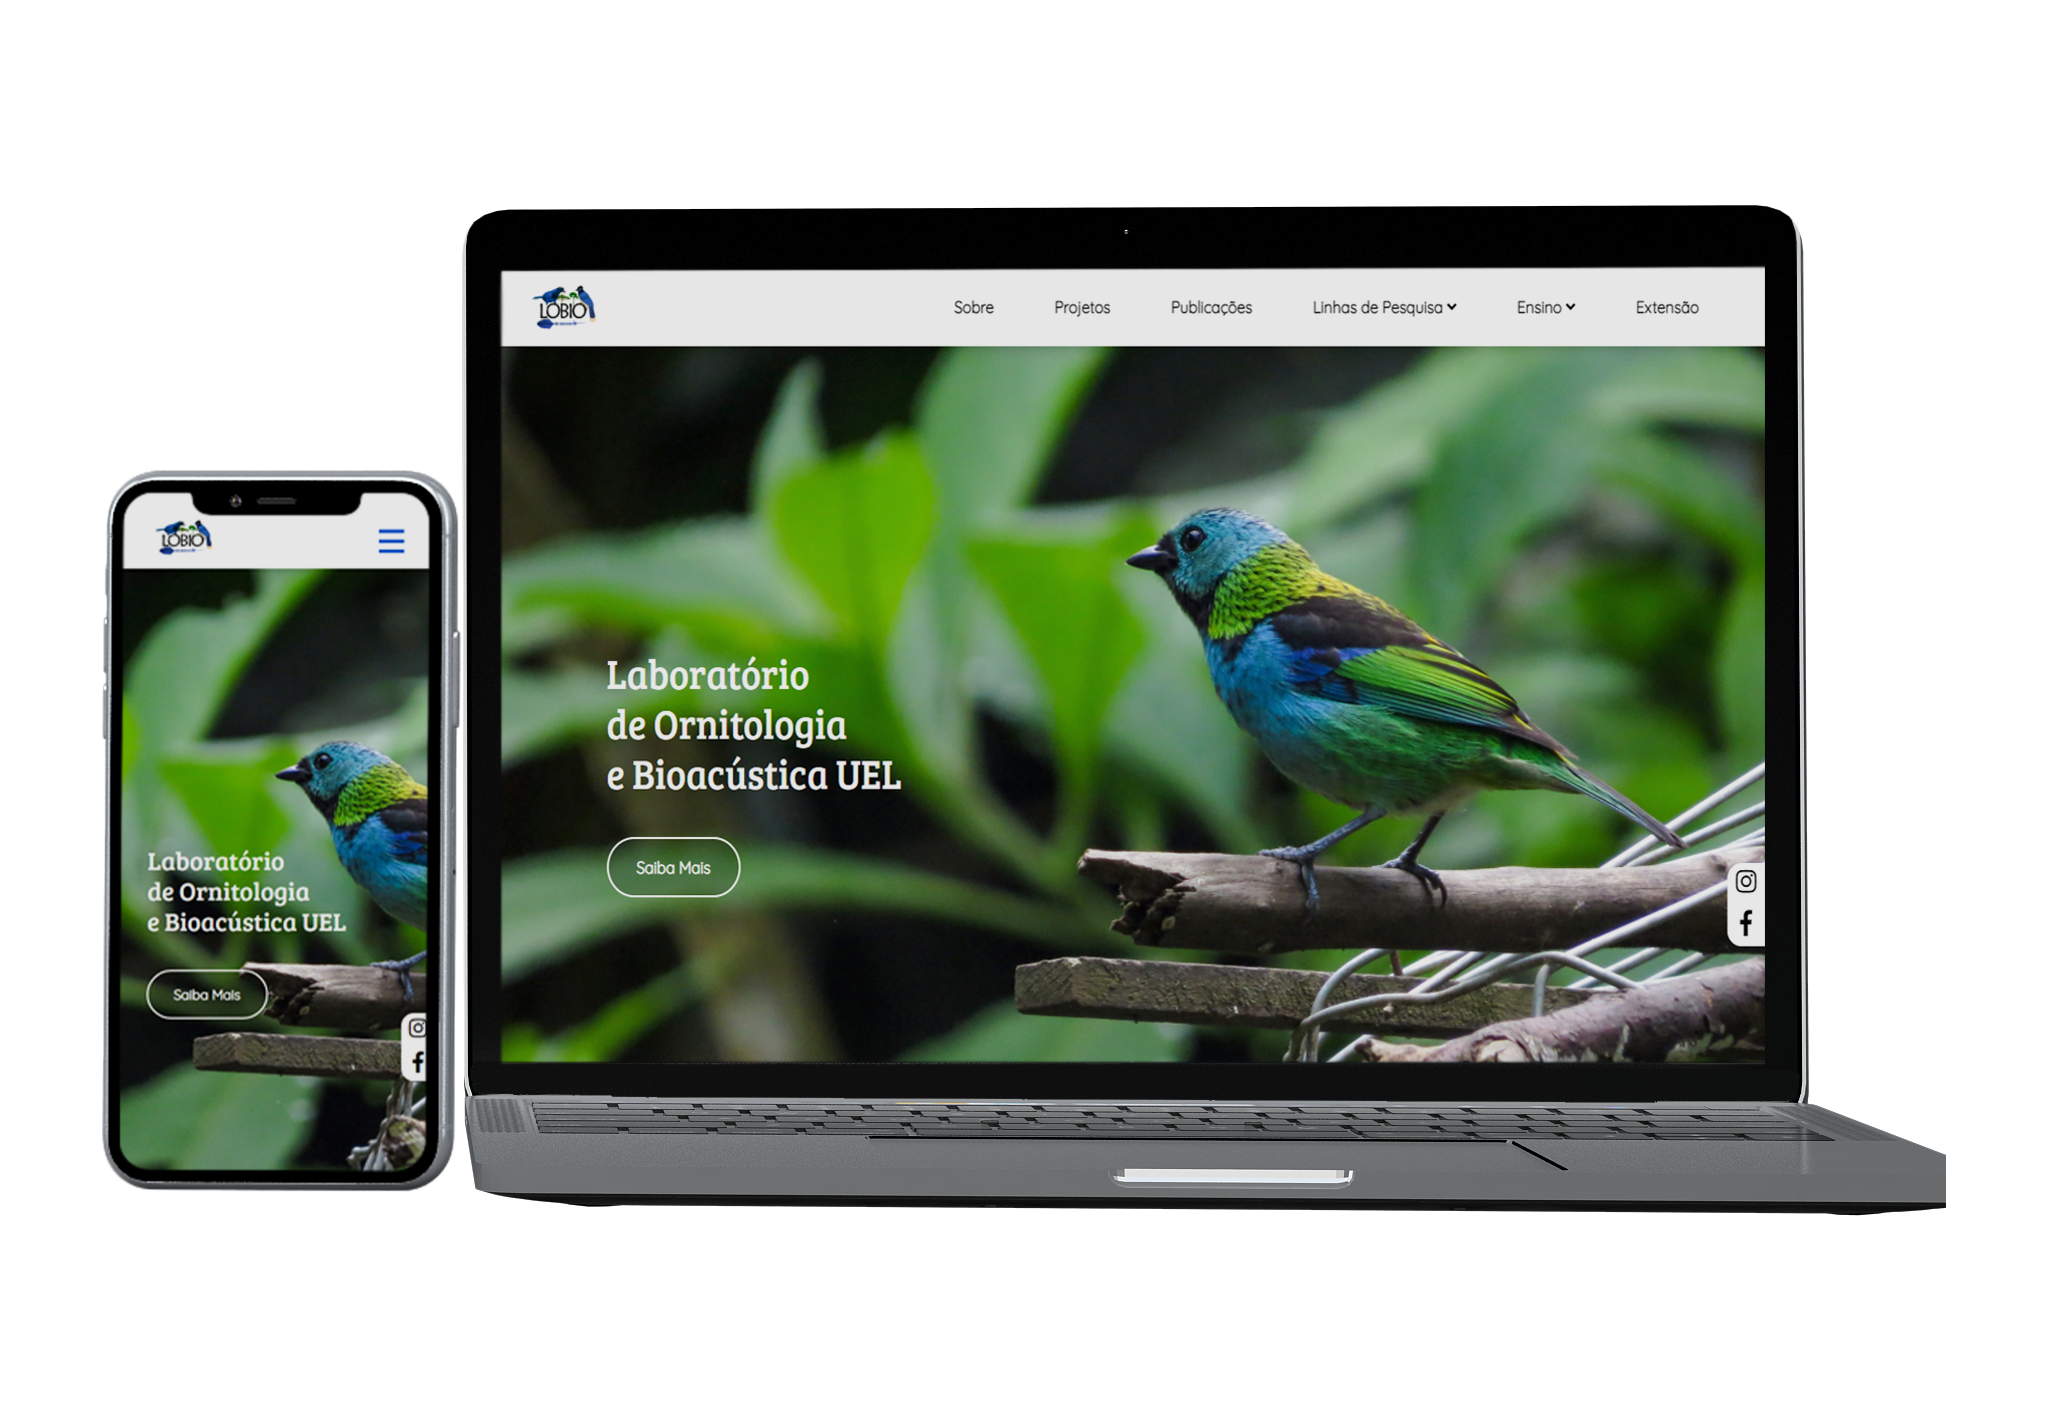 LOBIO
Sobre Projetos Publicações Linhas de Pesquisa Ensino Extensão
Laboratório
de Ornitologia
e Bioacústica UEL
Saiba Mais
LOBIO
Laboratório
de Ornitologia
e Bioacústica UEL
Saiba Mais